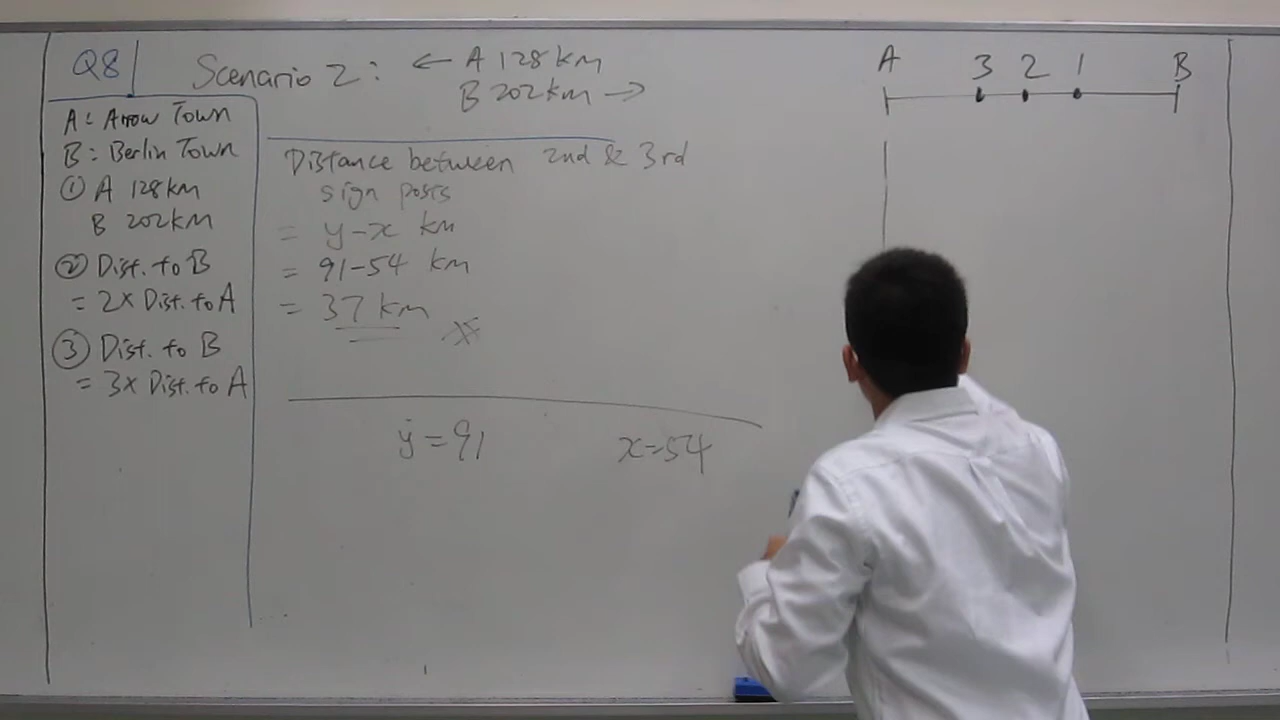 Q8
Scenario 2: ← A 128 km
B 202 km →
A: Arrow Town
B: Berlin Town
① A 128 km
B 202 km
② Dist. to B
= 2x Dist. to A
③ Dist. to B
= 3x Dist. to A
Distance between 2nd & 3rd
sign posts
= y-x km
= 91-54 km
= 37 km
y = 91 x=54
A 3 2 1 B